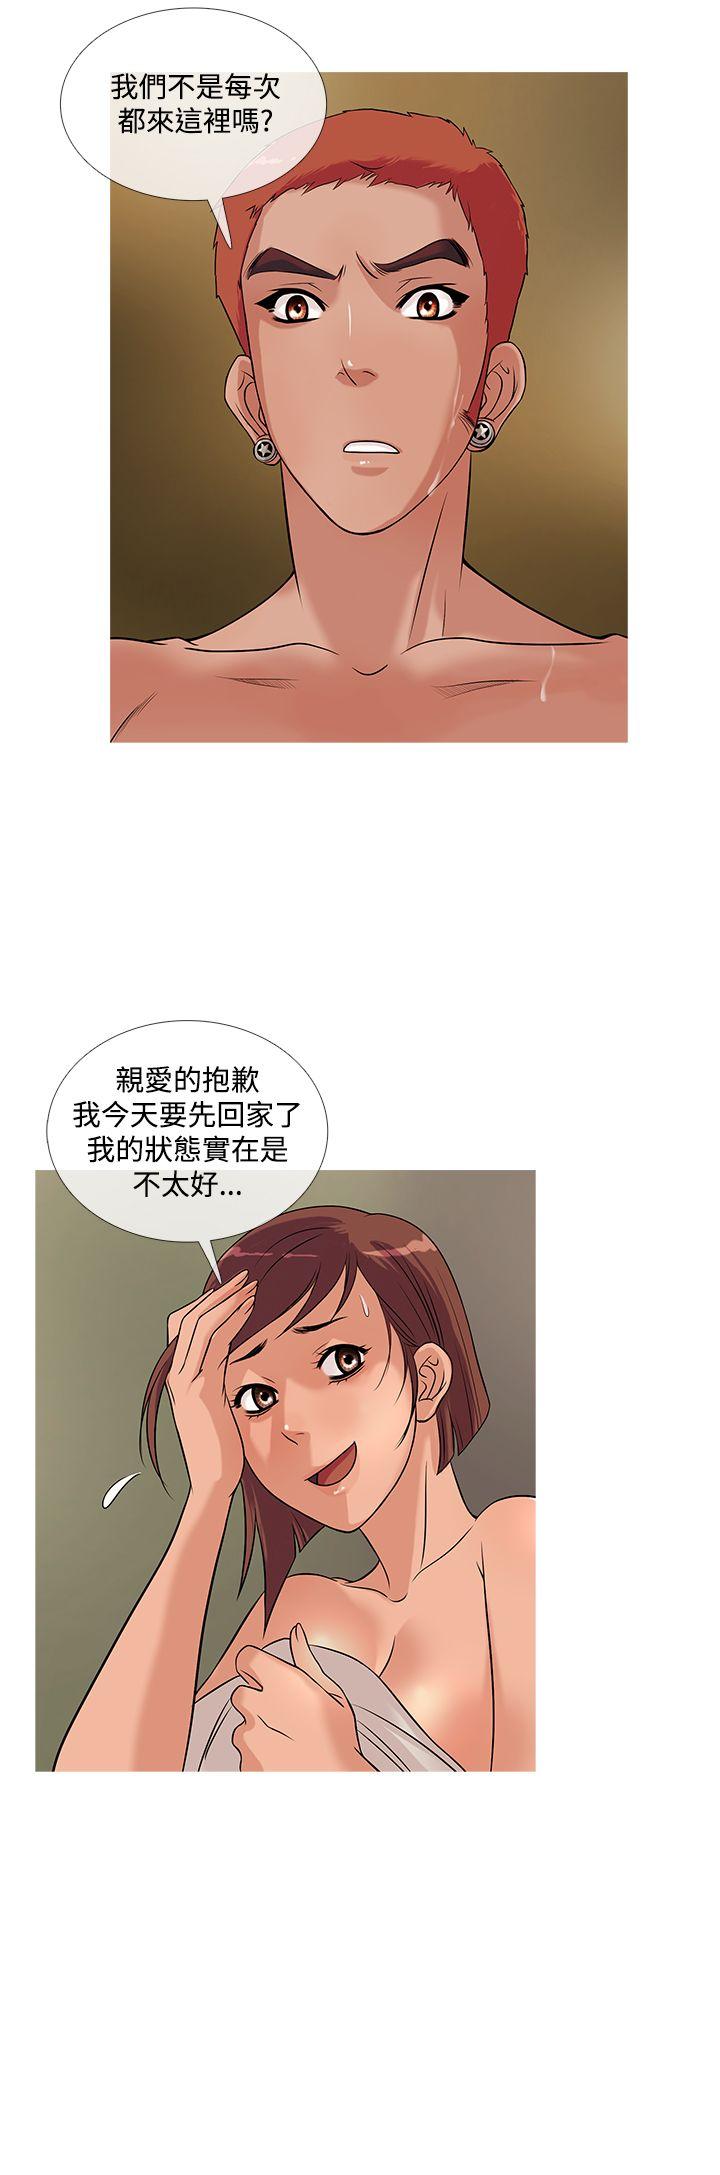 我們不是每次
都來這裡嗎?
親愛的抱歉
我今天要先回家了
我的狀態實在是
不太好...